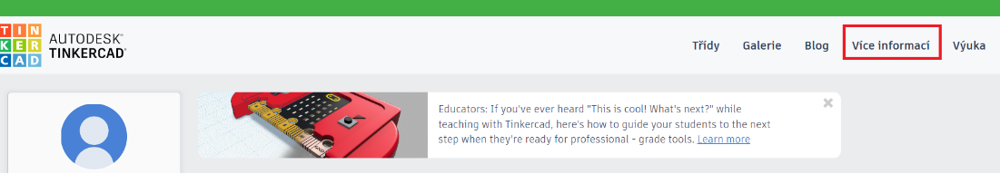 TIN
KER
CAD
AUTODESK®
TINKERCAD®
Třídy Galerie Blog Více informací Výuka
Educators: If you've ever heard "This is cool! What's next?" while
teaching with Tinkercad, here's how to guide your students to the next
step when they're ready for professional - grade tools. Learn more